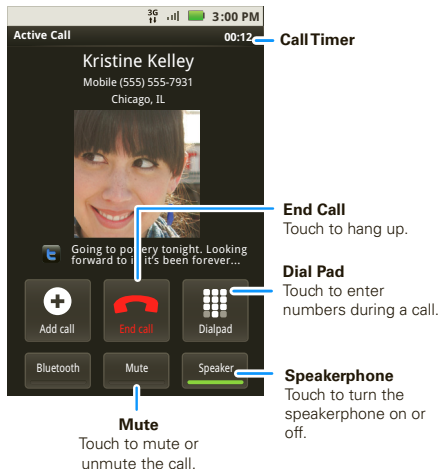 3G 3:00 PM
Active Call 00:12
Call Timer
Kristine Kelley
Mobile (555) 555-7931
Chicago, IL
End Call
Touch to hang up.
Going to pottery tonight. Looking
forward to it it's been forever...
Dial Pad
Touch to enter
numbers during a call.
Add call End call Dialpad
Bluetooth Mute Speaker
Speakerphone
Touch to turn the
speakerphone on or
off.
Mute
Touch to mute or
unmute the call.